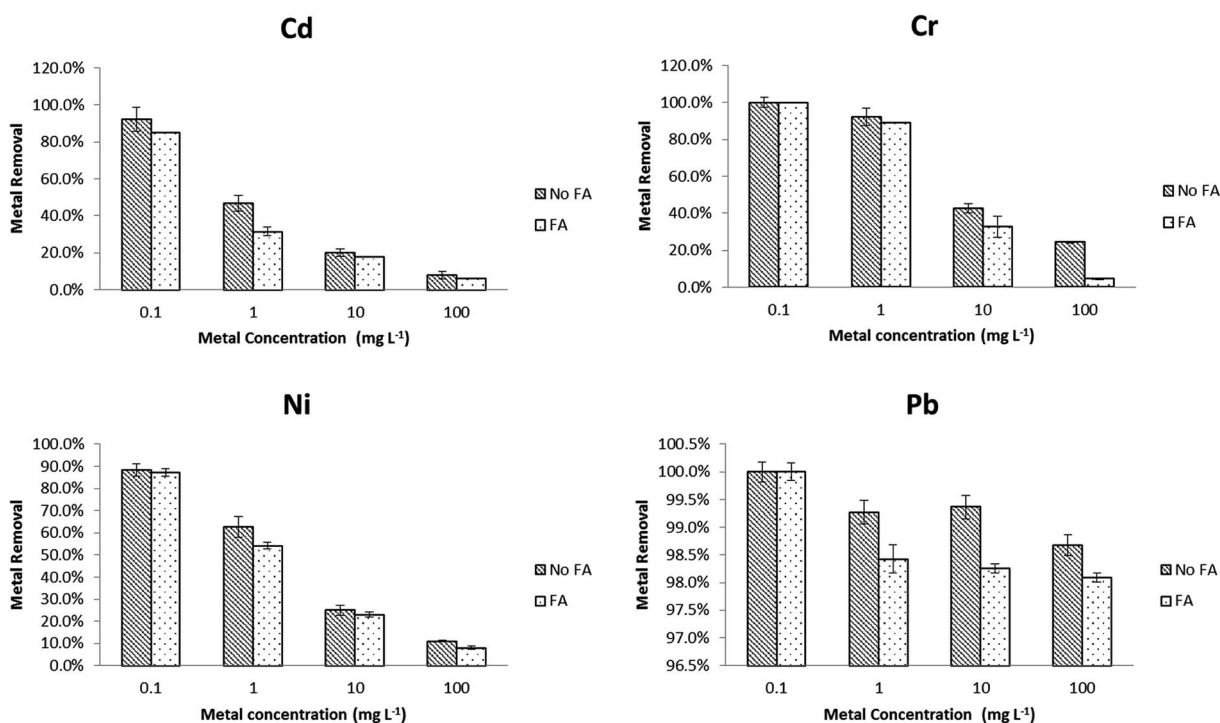 Cd
120.0%
100.0%
80.0%
60.0%
40.0%
20.0%
0.0%
Metal Removal
0.1 1 10 100
Metal Concentration (mg L⁻¹)
No FA
FA
Cr
120.0%
100.0%
80.0%
60.0%
40.0%
20.0%
0.0%
Metal Removal
0.1 1 10 100
Metal Concentration (mg L⁻¹)
No FA
FA
Ni
100.0%
90.0%
80.0%
70.0%
60.0%
50.0%
40.0%
30.0%
20.0%
10.0%
0.0%
Metal Removal
0.1 1 10 100
Metal concentration (mg L⁻¹)
No FA
FA
Pb
100.5%
100.0%
99.5%
99.0%
98.5%
98.0%
97.5%
97.0%
96.5%
Metal Removal
0.1 1 10 100
Metal concentration (mg L⁻¹)
No FA
FA